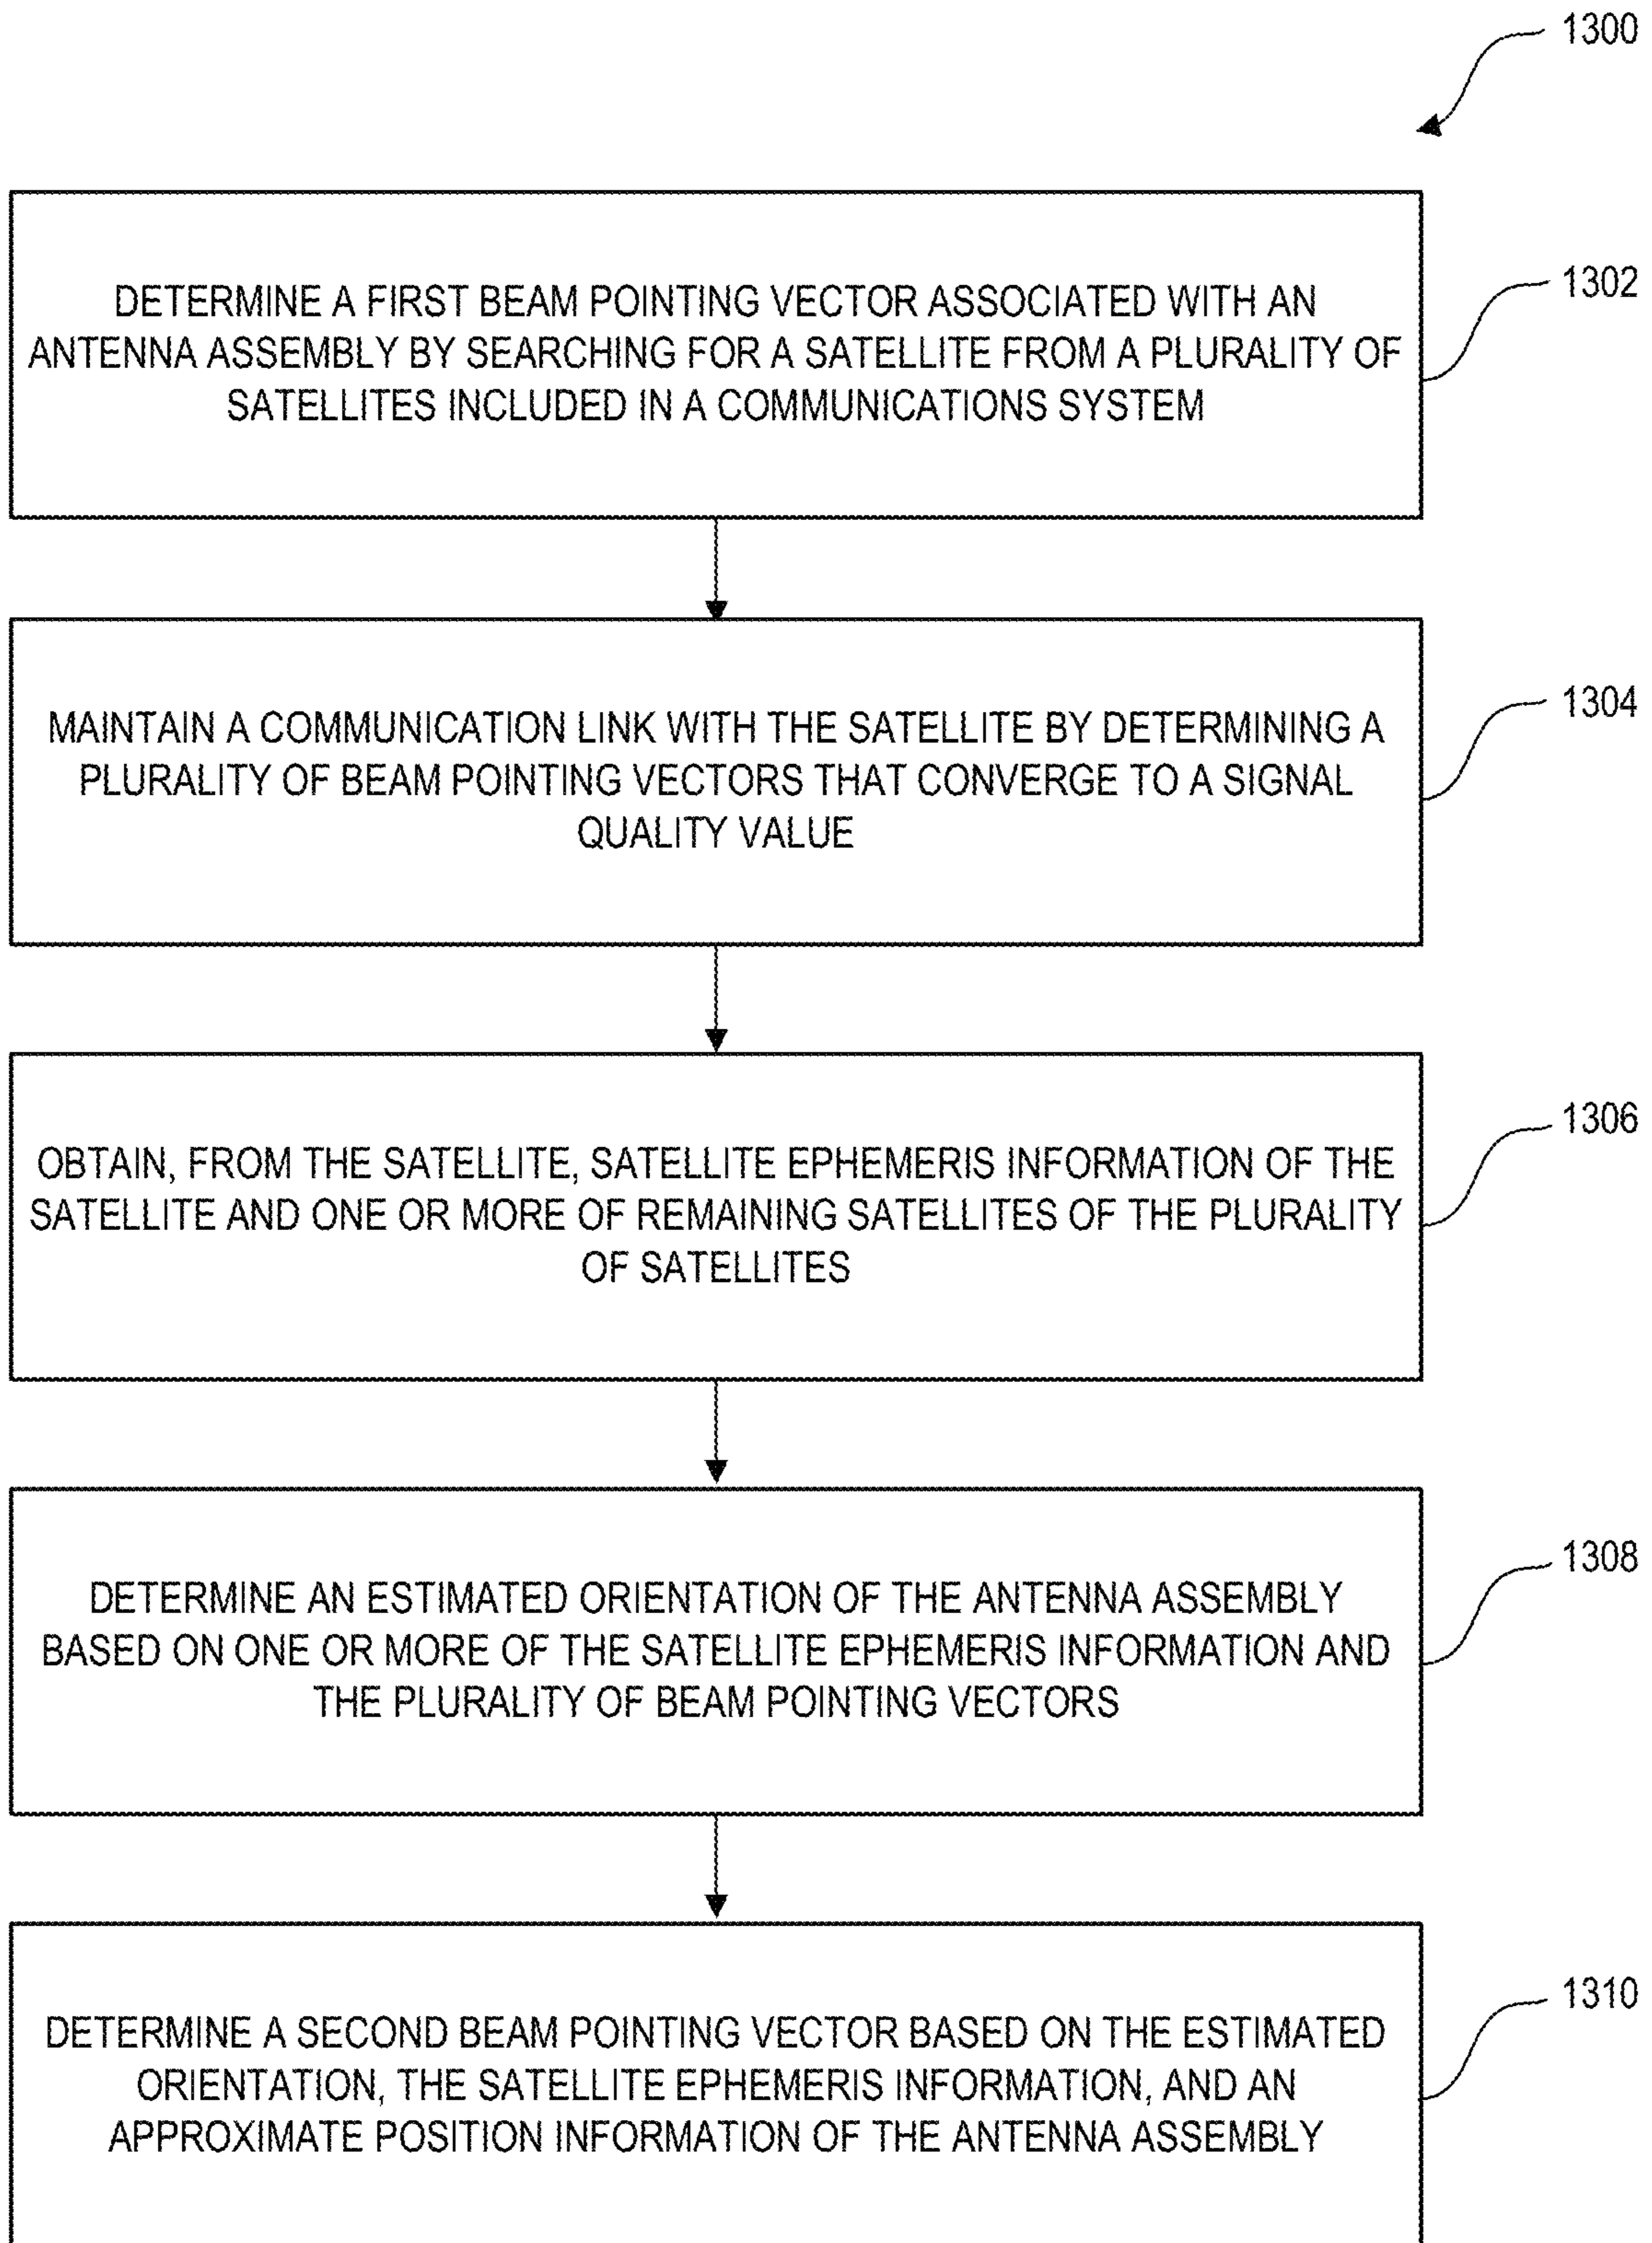 1300
DETERMINE A FIRST BEAM POINTING VECTOR ASSOCIATED WITH AN
ANTENNA ASSEMBLY BY SEARCHING FOR A SATELLITE FROM A PLURALITY OF
SATELLITES INCLUDED IN A COMMUNICATIONS SYSTEM
1302
MAINTAIN A COMMUNICATION LINK WITH THE SATELLITE BY DETERMINING A
PLURALITY OF BEAM POINTING VECTORS THAT CONVERGE TO A SIGNAL
QUALITY VALUE
1304
OBTAIN, FROM THE SATELLITE, SATELLITE EPHEMERIS INFORMATION OF THE
SATELLITE AND ONE OR MORE OF REMAINING SATELLITES OF THE PLURALITY
OF SATELLITES
1306
DETERMINE AN ESTIMATED ORIENTATION OF THE ANTENNA ASSEMBLY
BASED ON ONE OR MORE OF THE SATELLITE EPHEMERIS INFORMATION AND
THE PLURALITY OF BEAM POINTING VECTORS
1308
DETERMINE A SECOND BEAM POINTING VECTOR BASED ON THE ESTIMATED
ORIENTATION, THE SATELLITE EPHEMERIS INFORMATION, AND AN
APPROXIMATE POSITION INFORMATION OF THE ANTENNA ASSEMBLY
1310